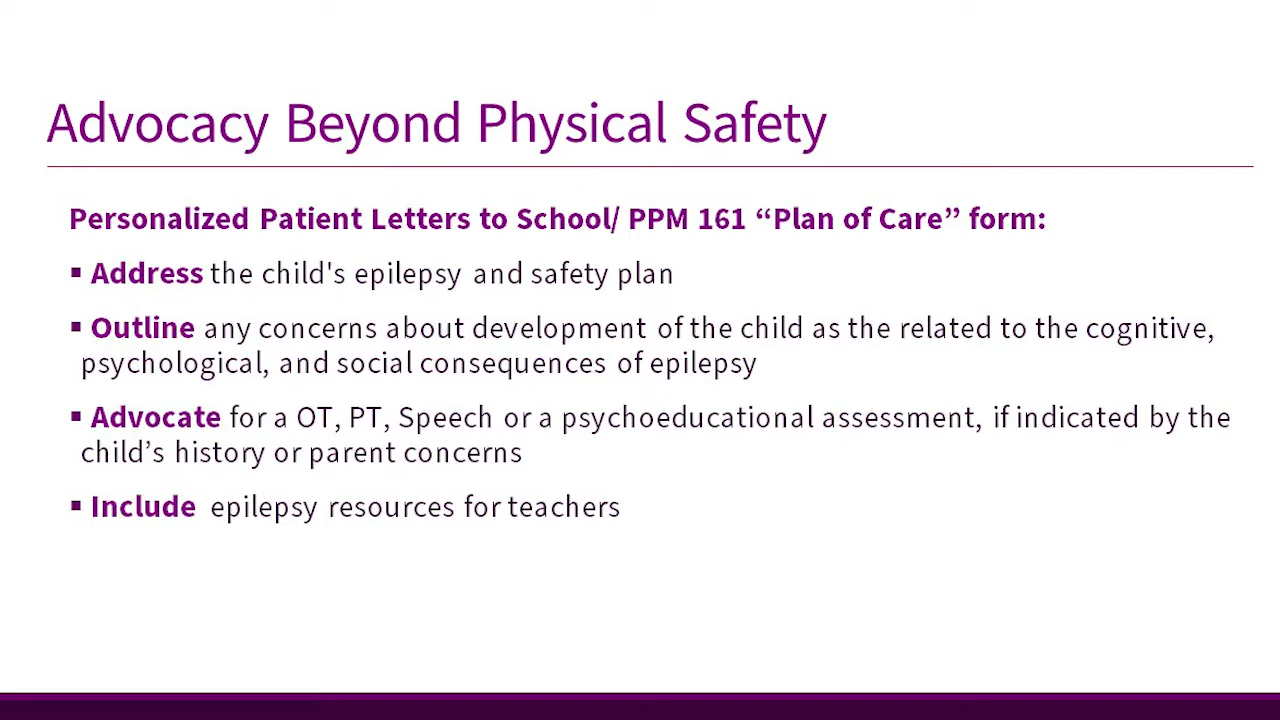 Advocacy Beyond Physical Safety
Personalized Patient Letters to School/ PPM 161 “Plan of Care” form:
▪ Address the child's epilepsy and safety plan
▪ Outline any concerns about development of the child as the related to the cognitive,
psychological, and social consequences of epilepsy
▪ Advocate for a OT, PT, Speech or a psychoeducational assessment, if indicated by the
child’s history or parent concerns
▪ Include epilepsy resources for teachers